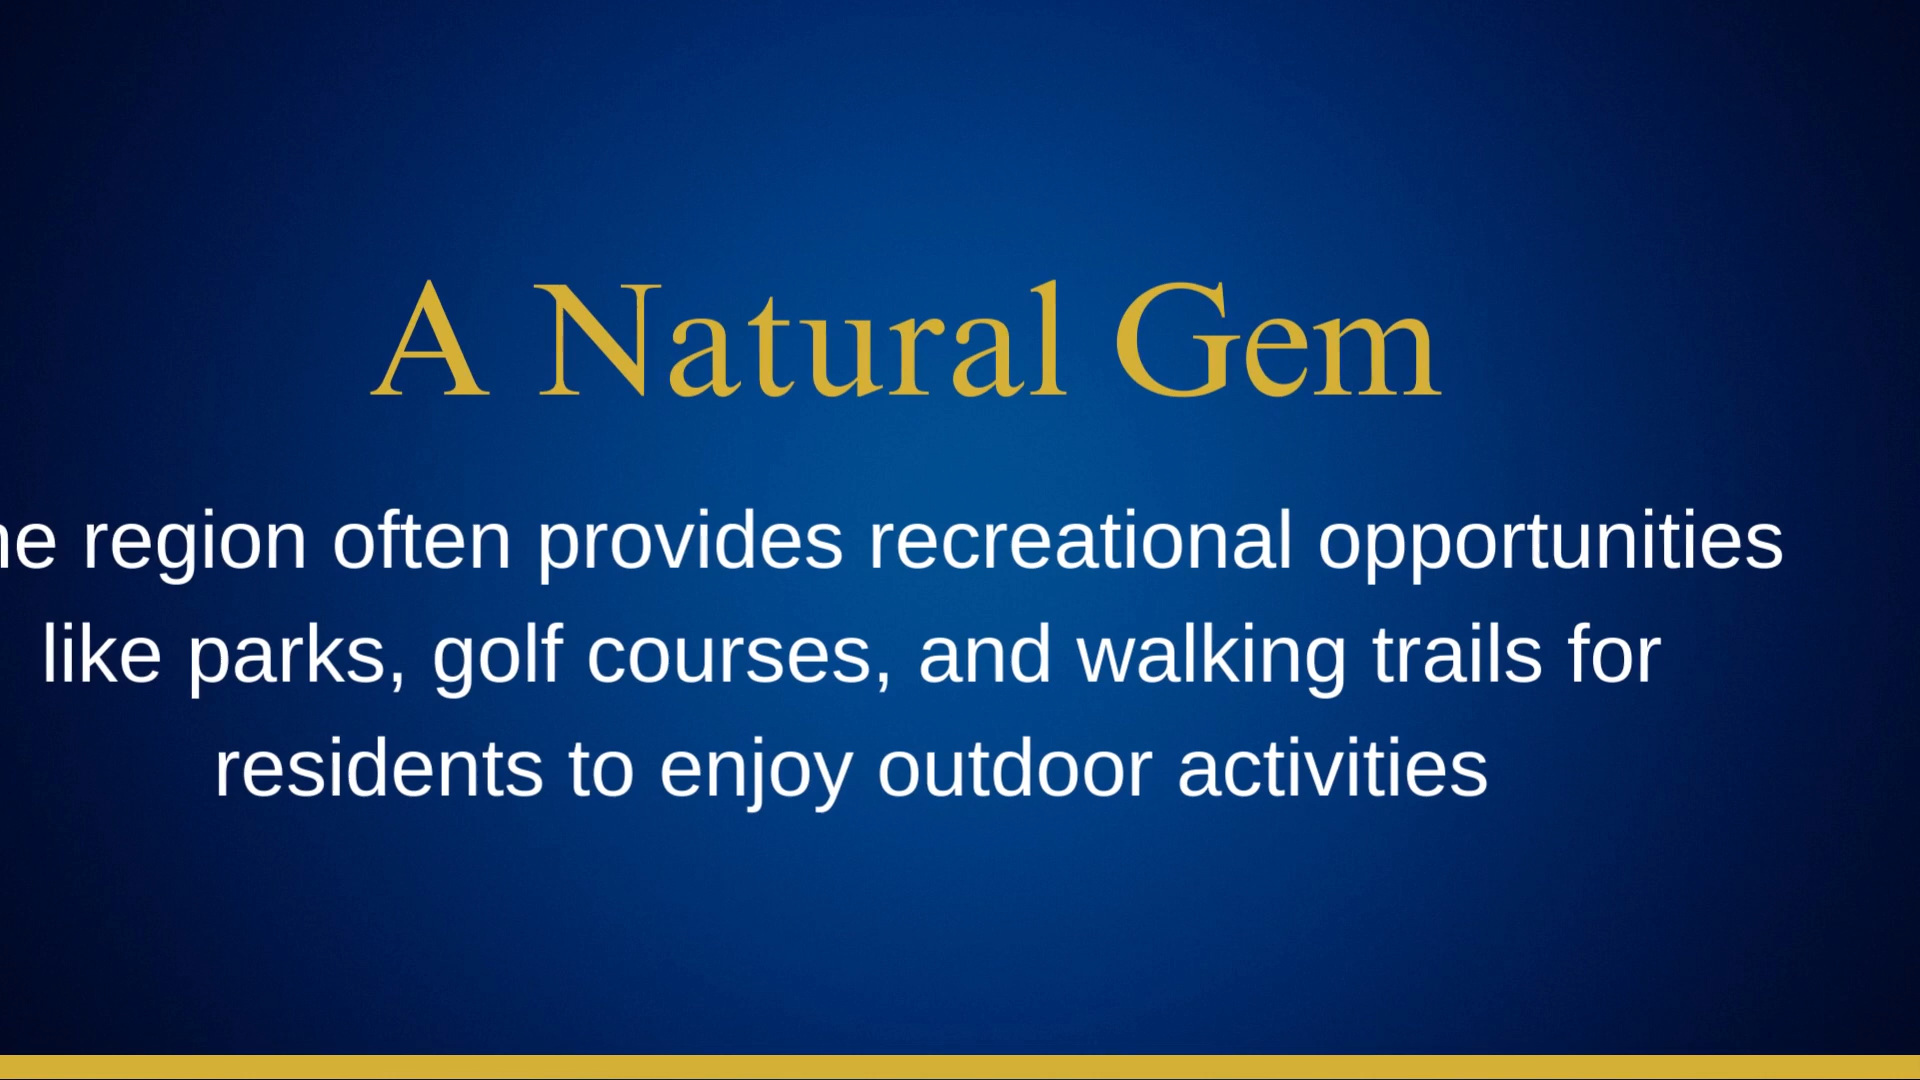 A Natural Gem
region often provides recreational opportunities
like parks, golf courses, and walking trails for
residents to enjoy outdoor activities